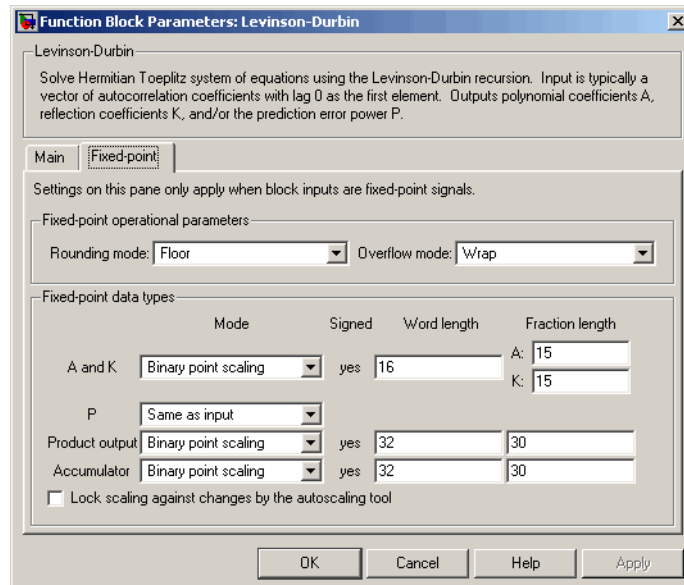 Function Block Parameters: Levinson-Durbin
Levinson-Durbin
Solve Hermitian Toeplitz system of equations using the Levinson-Durbin recursion. Input is typically a
vector of autocorrelation coefficients with lag 0 as the first element. Outputs polynomial coefficients A,
reflection coefficients K, and/or the prediction error power P.
Main Fixed-point
Settings on this pane only apply when block inputs are fixed-point signals.
Fixed-point operational parameters
Rounding mode: Floor Overflow mode: Wrap
Fixed-point data types
Mode Signed Word length Fraction length
A and K Binary point scaling yes 16 A: 15
K: 15
P Same as input
Product output Binary point scaling yes 32 30
Accumulator Binary point scaling yes 32 30
Lock scaling against changes by the autoscaling tool
OK Cancel Help Apply